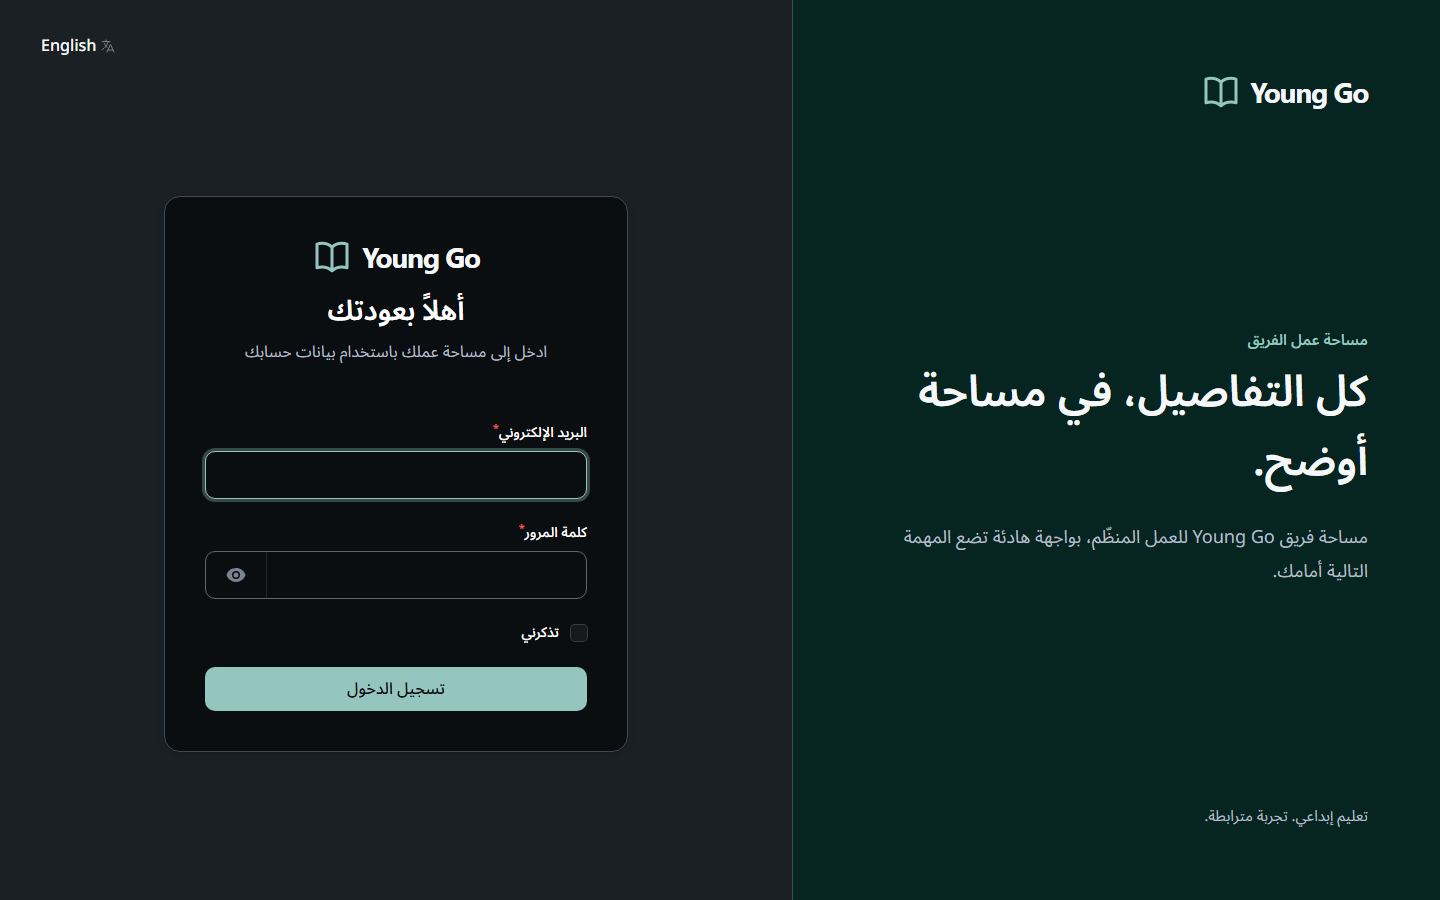 Young Go
مساحة عمل الفريق
كل التفاصيل، في مساحة
أوضح.
مساحة فريق Young Go للعمل المنظّم، بواجهة هادئة تضع المهمة
التالية أمامك.
تعليم إبداعي. تجربة مترابطة.
English
Young Go
أهلاً بعودتك
ادخل إلى مساحة عملك باستخدام بيانات حسابك
البريد الإلكتروني*
كلمة المرور*
تذكرني
تسجيل الدخول